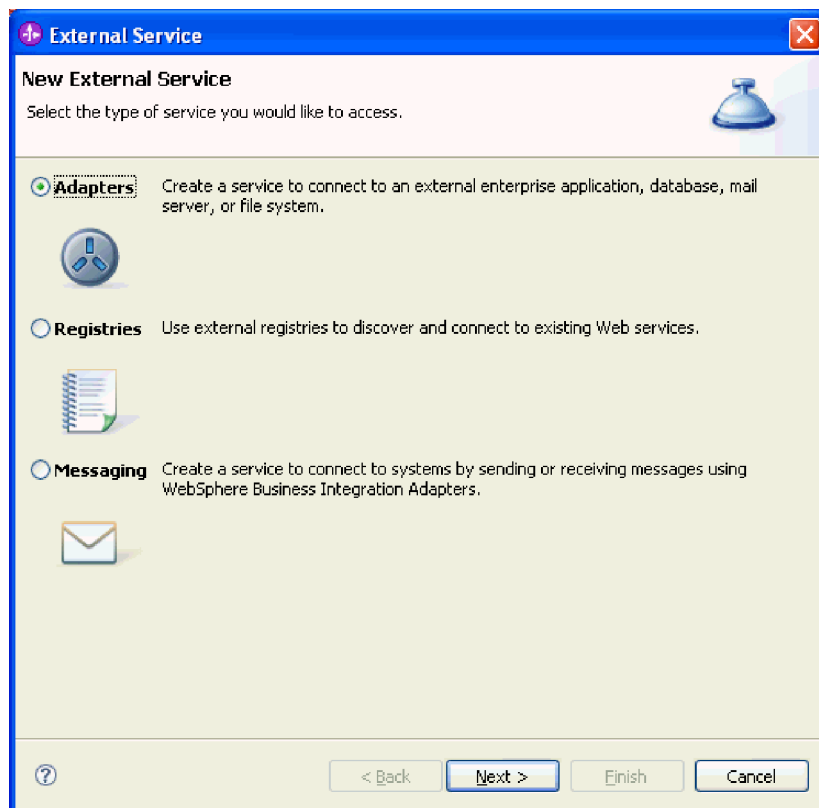 External Service
New External Service
Select the type of service you would like to access.
Adapters
Create a service to connect to an external enterprise application, database, mail
server, or file system.
Registries
Use external registries to discover and connect to existing Web services.
Messaging
Create a service to connect to systems by sending or receiving messages using
WebSphere Business Integration Adapters.
?
< Back
Next >
Finish
Cancel